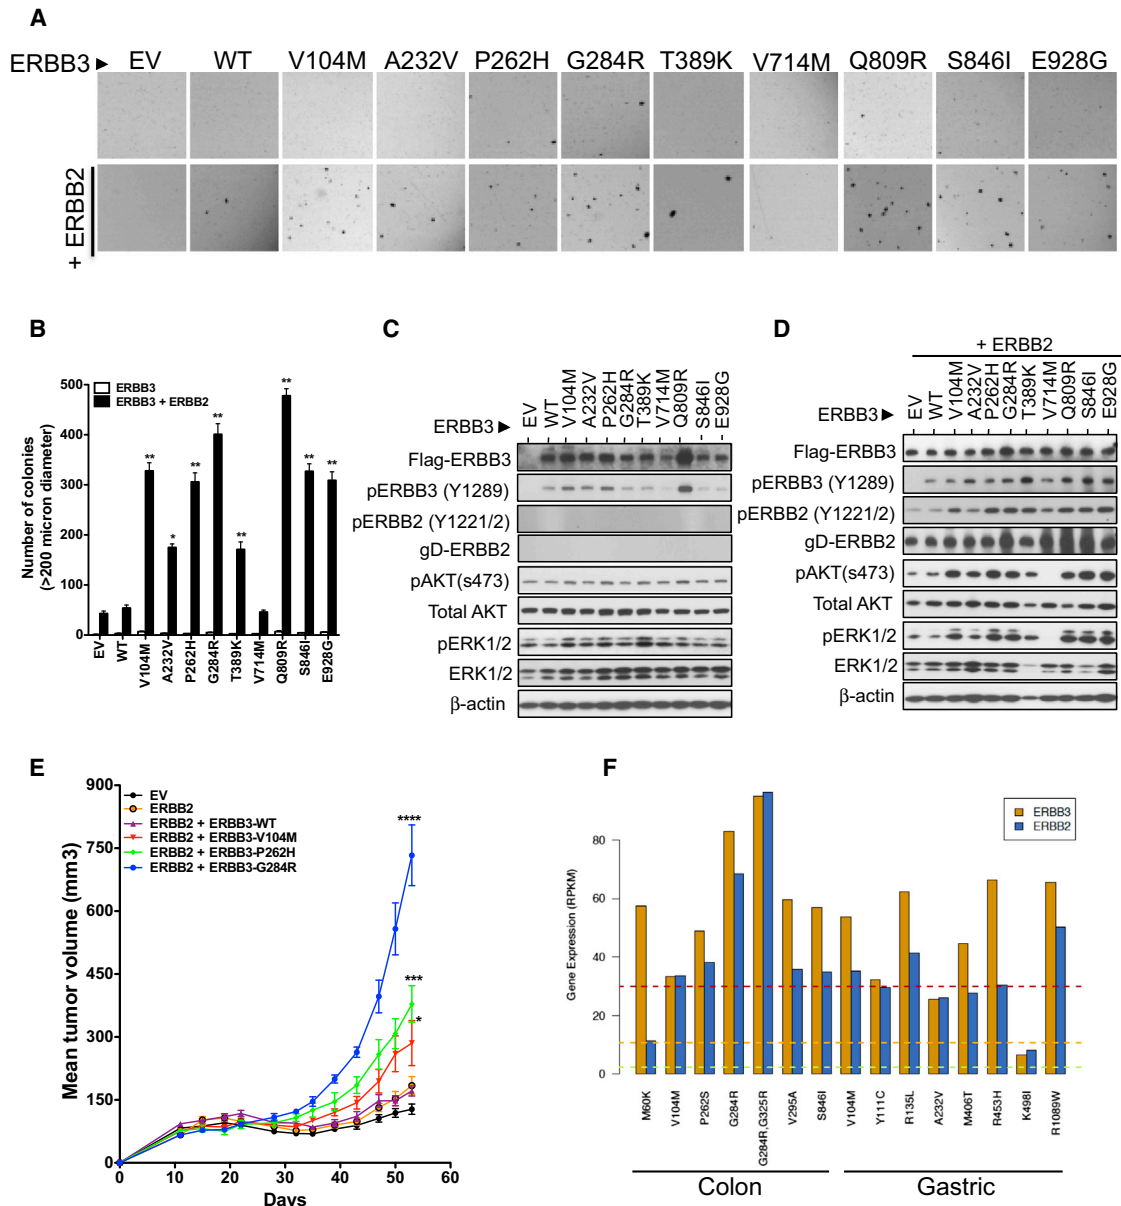 A
ERBB3 ► EV WT V104M A232V P262H G284R T389K V714M Q809R S846I E928G
+ ERBB2
B
Number of colonies
(>200 micron diameter)
500
400
300
200
100
0
ERBB3
ERBB3 + ERBB2
** * ** ** ** ** ** **
EV WT V104M A232V P262H G284R T389K V714M Q809R S846I E928G
C
ERBB3 ► EV WT V104M A232V P262H G284R T389K V714M Q809R S846I E928G
Flag-ERBB3
pERBB3 (Y1289)
pERBB2 (Y1221/2)
gD-ERBB2
pAKT(s473)
Total AKT
pERK1/2
ERK1/2
β-actin
D
+ ERBB2
ERBB3 ► EV WT V104M A232V P262H G284R T389K V714M Q809R S846I E928G
Flag-ERBB3
pERBB3 (Y1289)
pERBB2 (Y1221/2)
gD-ERBB2
pAKT(s473)
Total AKT
pERK1/2
ERK1/2
β-actin
E
Mean tumor volume (mm3)
900
750
600
450
300
150
0
EV
ERBB2
ERBB2 + ERBB3-WT
ERBB2 + ERBB3-V104M
ERBB2 + ERBB3-P262H
ERBB2 + ERBB3-G284R
****
***
*
0 10 20 30 40 50 60
Days
F
Gene Expression (RPKM)
80
60
40
20
0
ERBB3
ERBB2
M60K V104M P262S G284R G284R,G325R V295A S846I V104M Y111C R135L A232V M406T R453H K498I R1089W
Colon Gastric